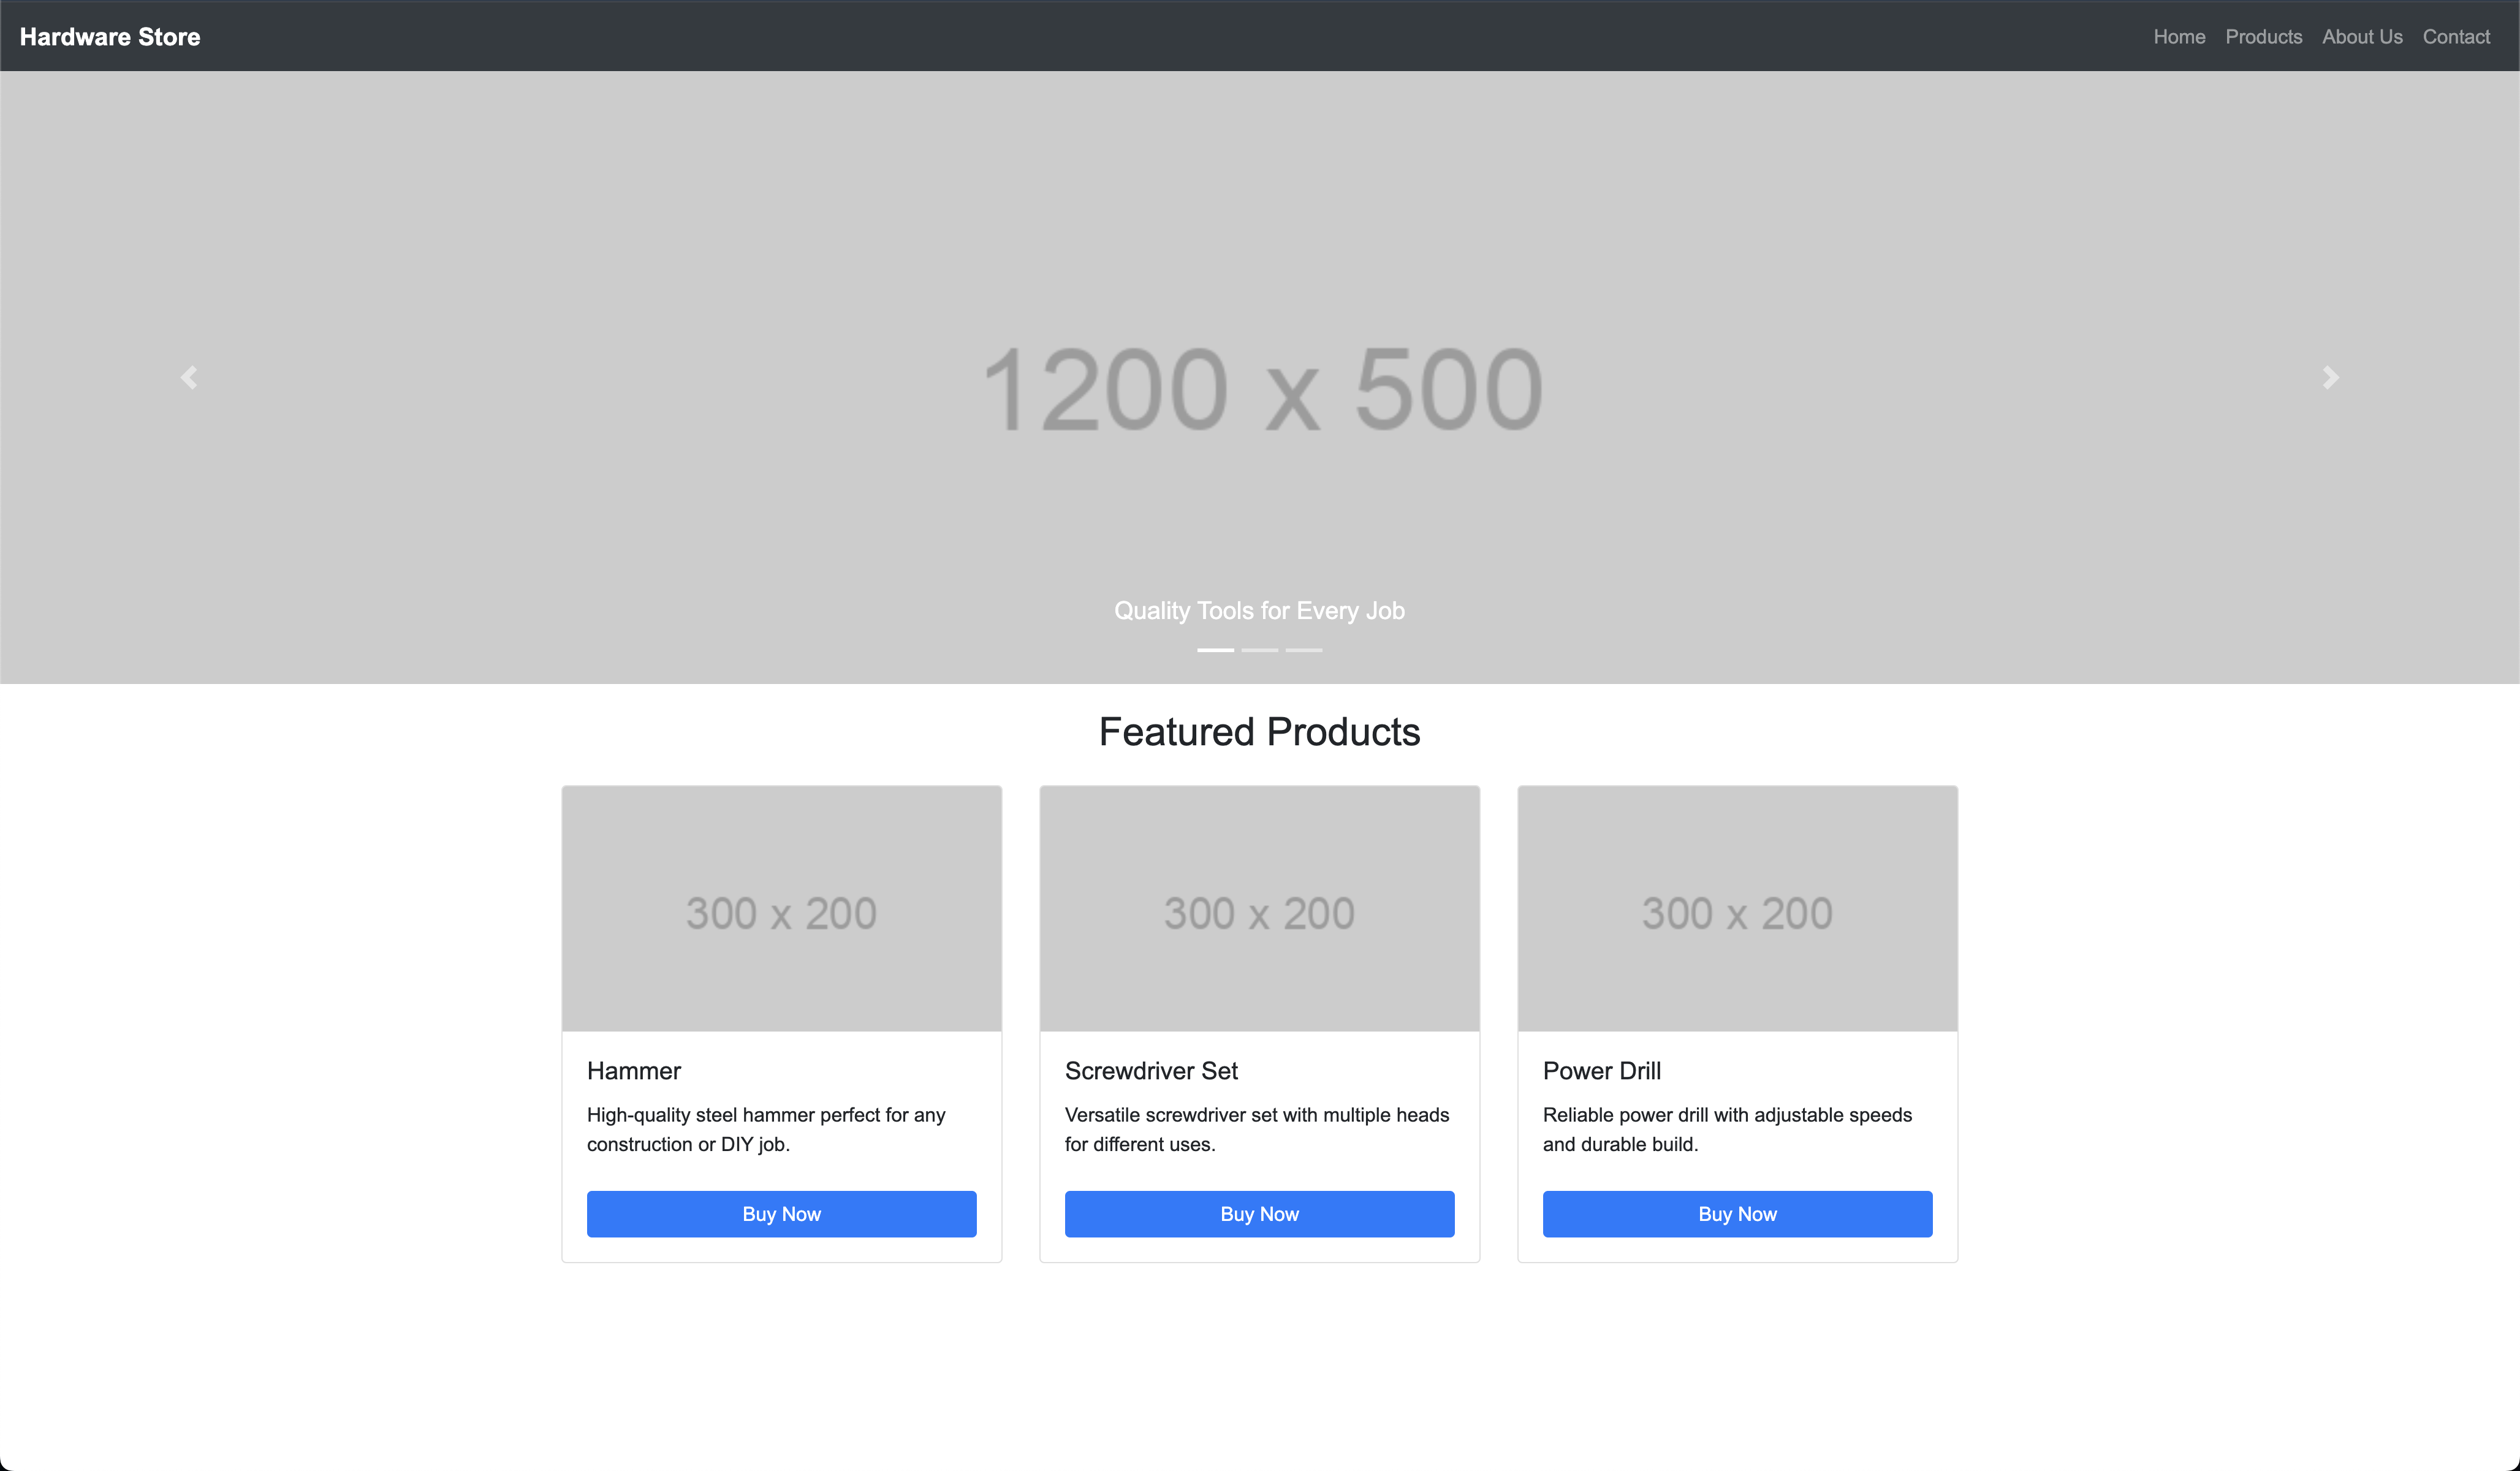 Hardware Store
Home Products About Us Contact
1200 x 500
Quality Tools for Every Job
Featured Products
300 x 200
Hammer
High-quality steel hammer perfect for any
construction or DIY job.
Buy Now
300 x 200
Screwdriver Set
Versatile screwdriver set with multiple heads
for different uses.
Buy Now
300 x 200
Power Drill
Reliable power drill with adjustable speeds
and durable build.
Buy Now